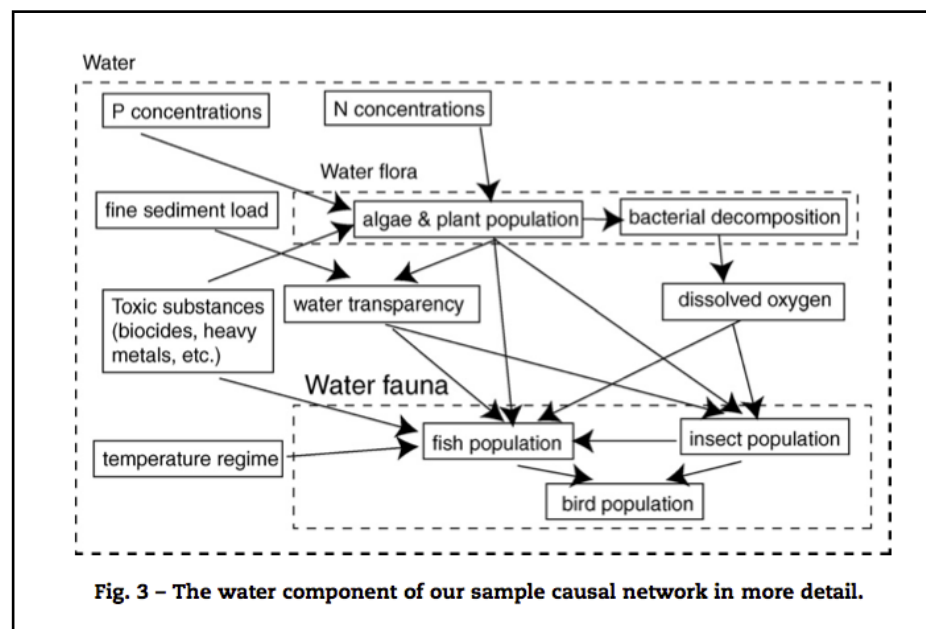 Water
P concentrations
N concentrations
Water flora
fine sediment load
algae & plant population
bacterial decomposition
Toxic substances
(biocides, heavy
metals, etc.)
water transparency
dissolved oxygen
Water fauna
fish population
insect population
temperature regime
bird population
Fig. 3 – The water component of our sample causal network in more detail.